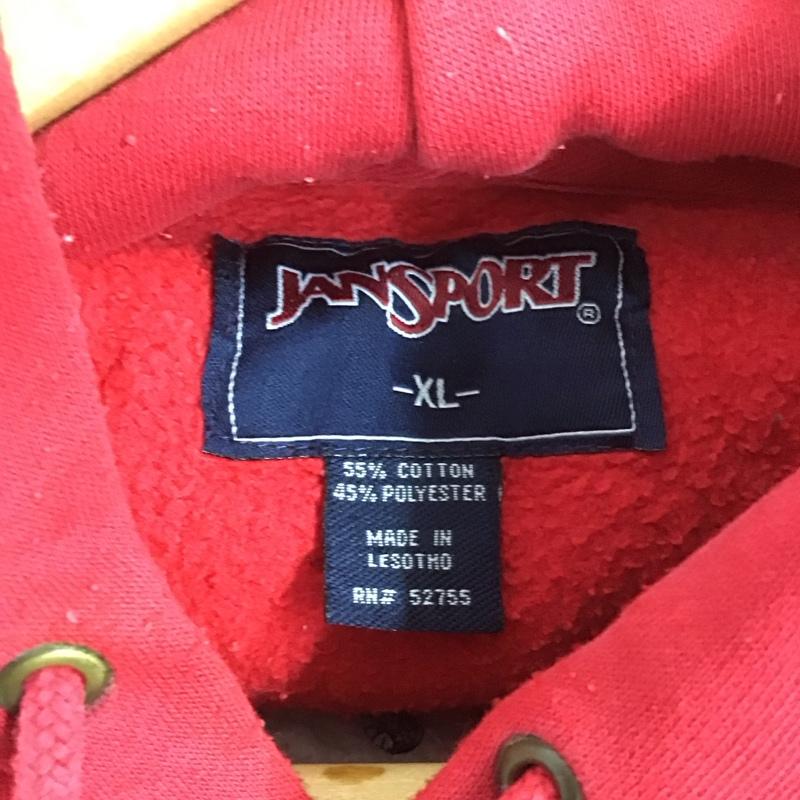 JANSPORT
®
-XL-
55% COTTON
45% POLYESTER
MADE IN
LESOTHO
RN# 52755